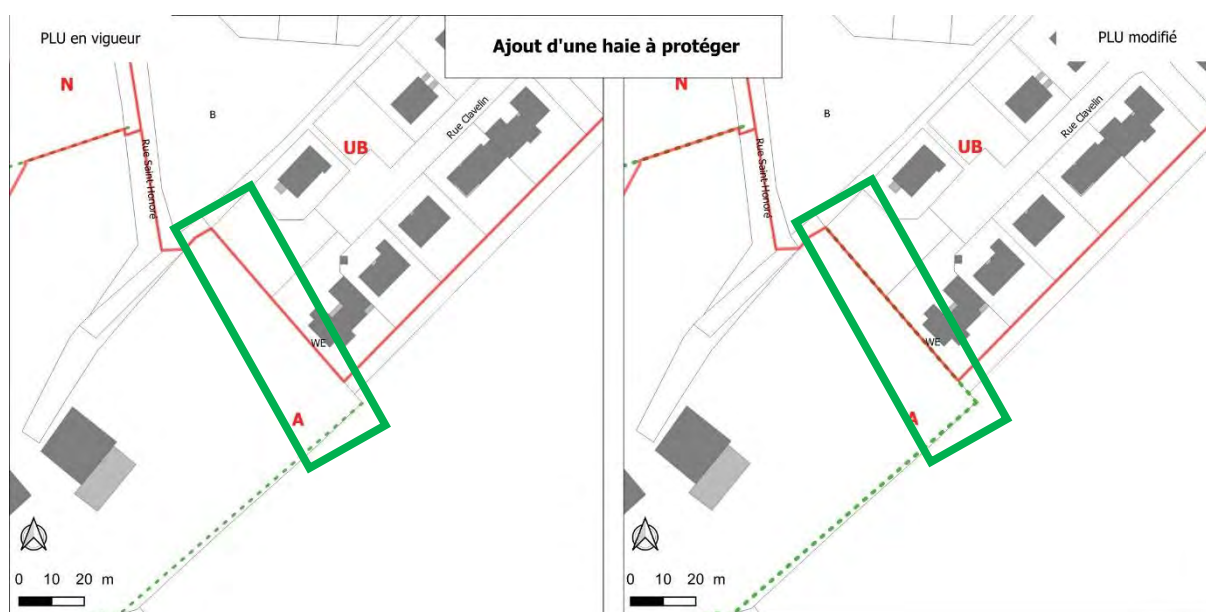 PLU en vigueur
Ajout d'une haie à protéger
PLU modifié
N
B
Rue Saint Honoré
UB
Rue Clavelin
WE
A
0 10 20 m
N
B
Rue Saint Honoré
UB
Rue Clavelin
WE
A
0 10 20 m